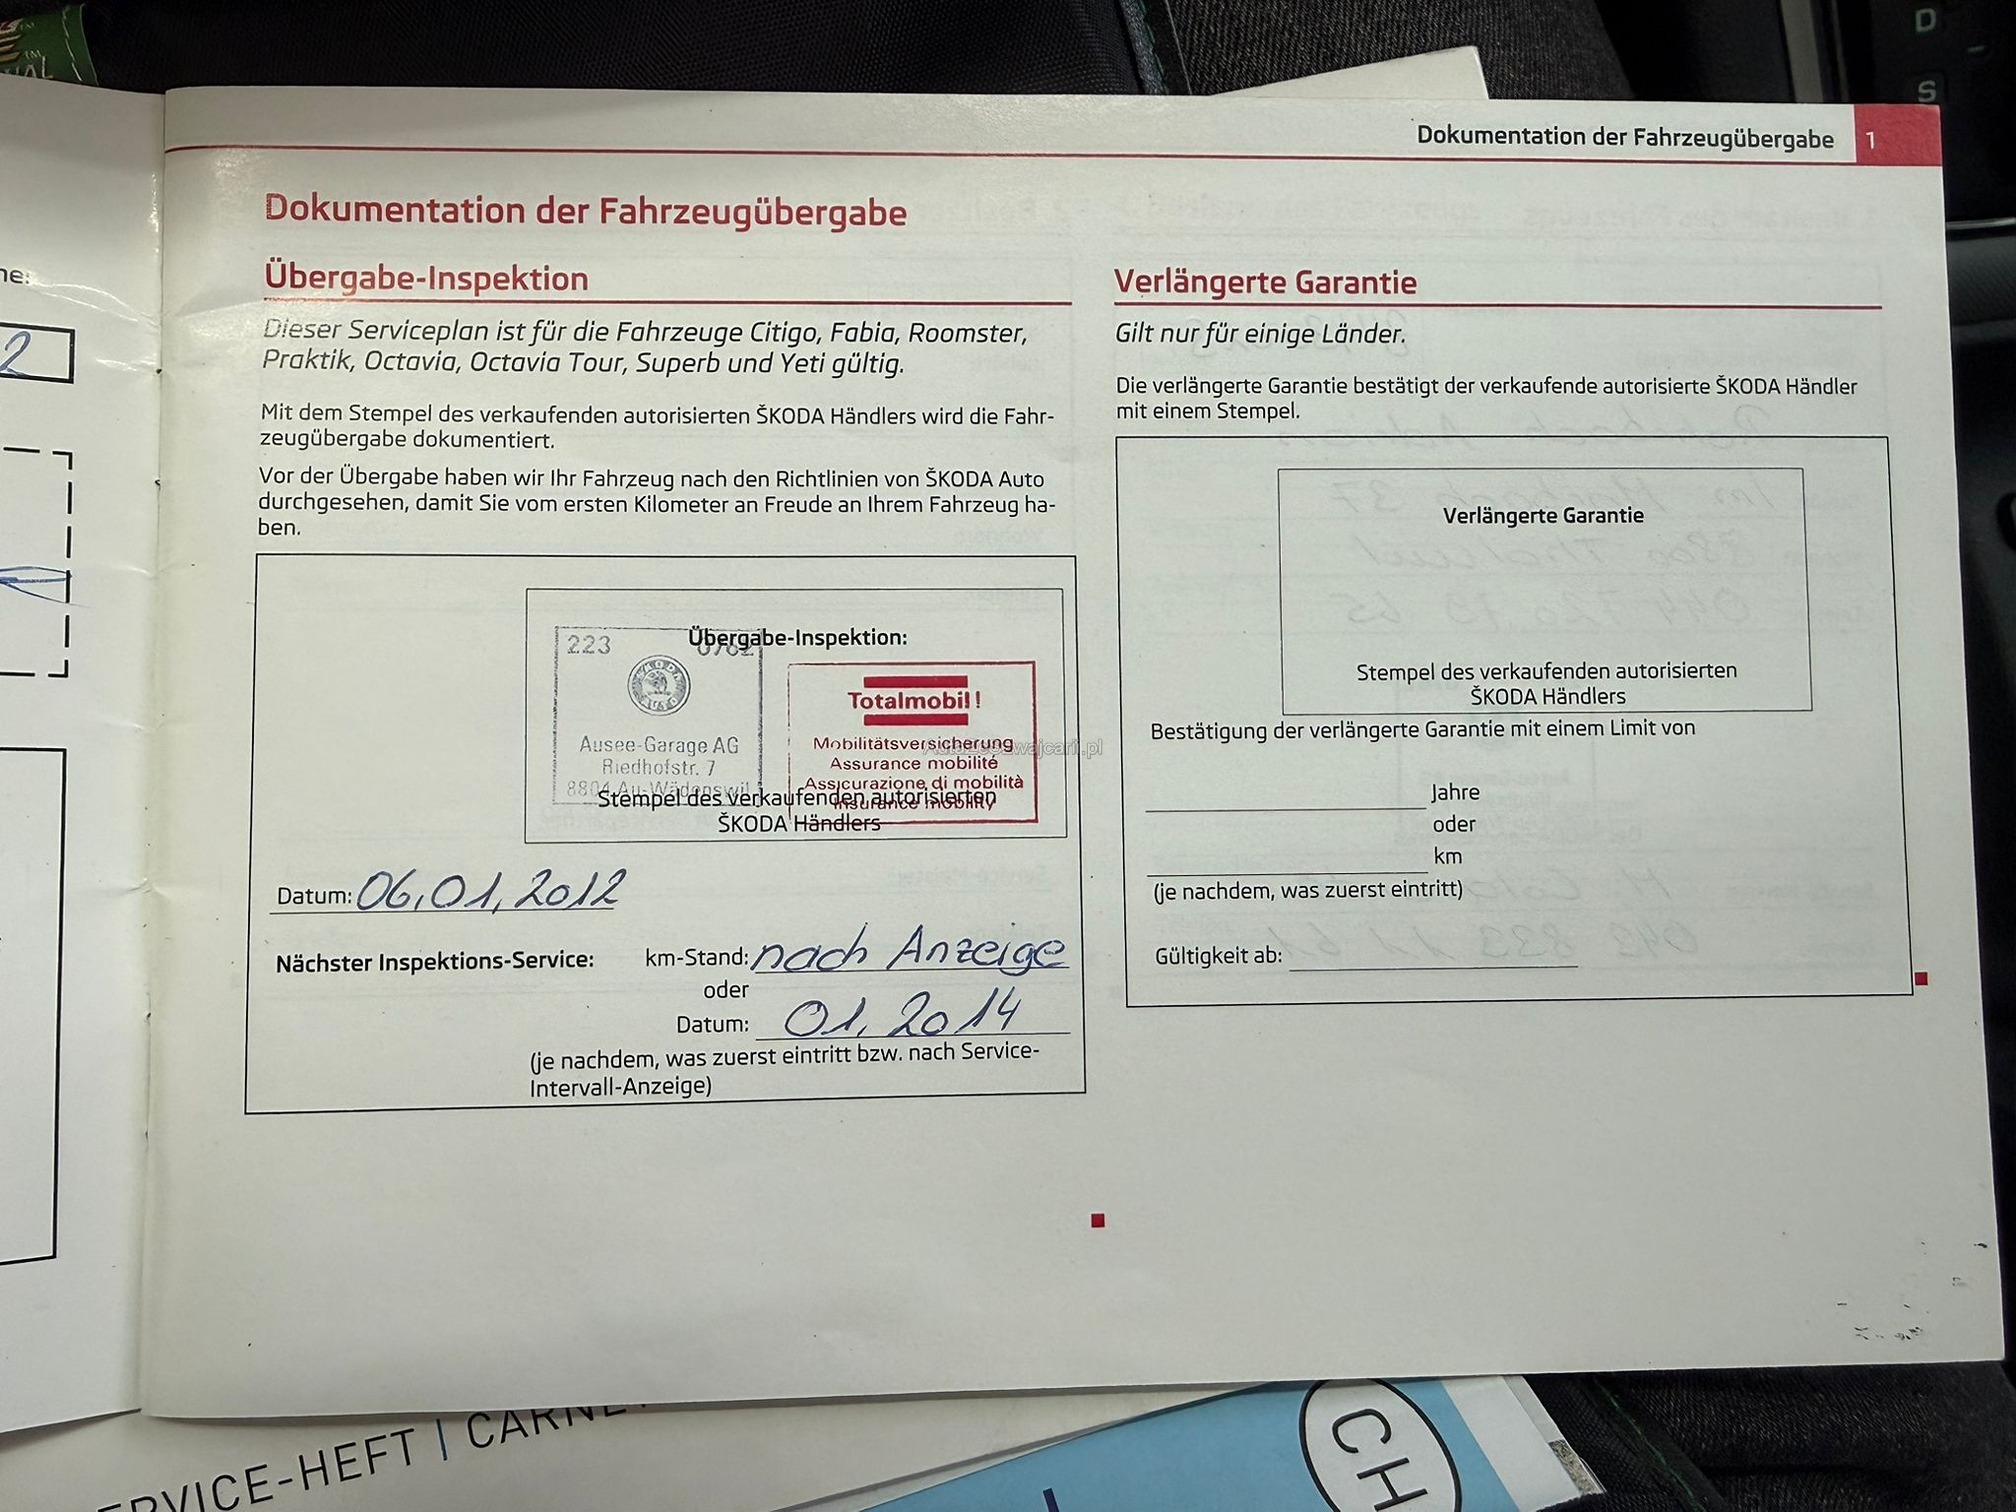 Dokumentation der Fahrzeugübergabe 1
Dokumentation der Fahrzeugübergabe
Übergabe-Inspektion
Dieser Serviceplan ist für die Fahrzeuge Citigo, Fabia, Roomster,
Praktik, Octavia, Octavia Tour, Superb und Yeti gültig.
Mit dem Stempel des verkaufenden autorisierten ŠKODA Händlers wird die Fahr-
zeugübergabe dokumentiert.
Vor der Übergabe haben wir Ihr Fahrzeug nach den Richtlinien von ŠKODA Auto
durchgesehen, damit Sie vom ersten Kilometer an Freude an Ihrem Fahrzeug ha-
ben.
Übergabe-Inspektion:
223 0762
Ausee-Garage AG
Riedhofstr. 7
8804 Au-Wädenswil
Totalmobil!
Mobilitätsversicherung
Assurance mobilité
Assicurazione di mobilità
Insurance mobility
Stempel des verkaufenden autorisierten
ŠKODA Händlers
Datum: 06.01.2012
Nächster Inspektions-Service: km-Stand: nach Anzeige
oder
Datum: 01.2014
(je nachdem, was zuerst eintritt bzw. nach Service-
Intervall-Anzeige)
Verlängerte Garantie
Gilt nur für einige Länder.
Die verlängerte Garantie bestätigt der verkaufende autorisierte ŠKODA Händler
mit einem Stempel.
Verlängerte Garantie
Stempel des verkaufenden autorisierten
ŠKODA Händlers
Bestätigung der verlängerte Garantie mit einem Limit von
Jahre
oder
km
(je nachdem, was zuerst eintritt)
Gültigkeit ab:
2
D
S
CH